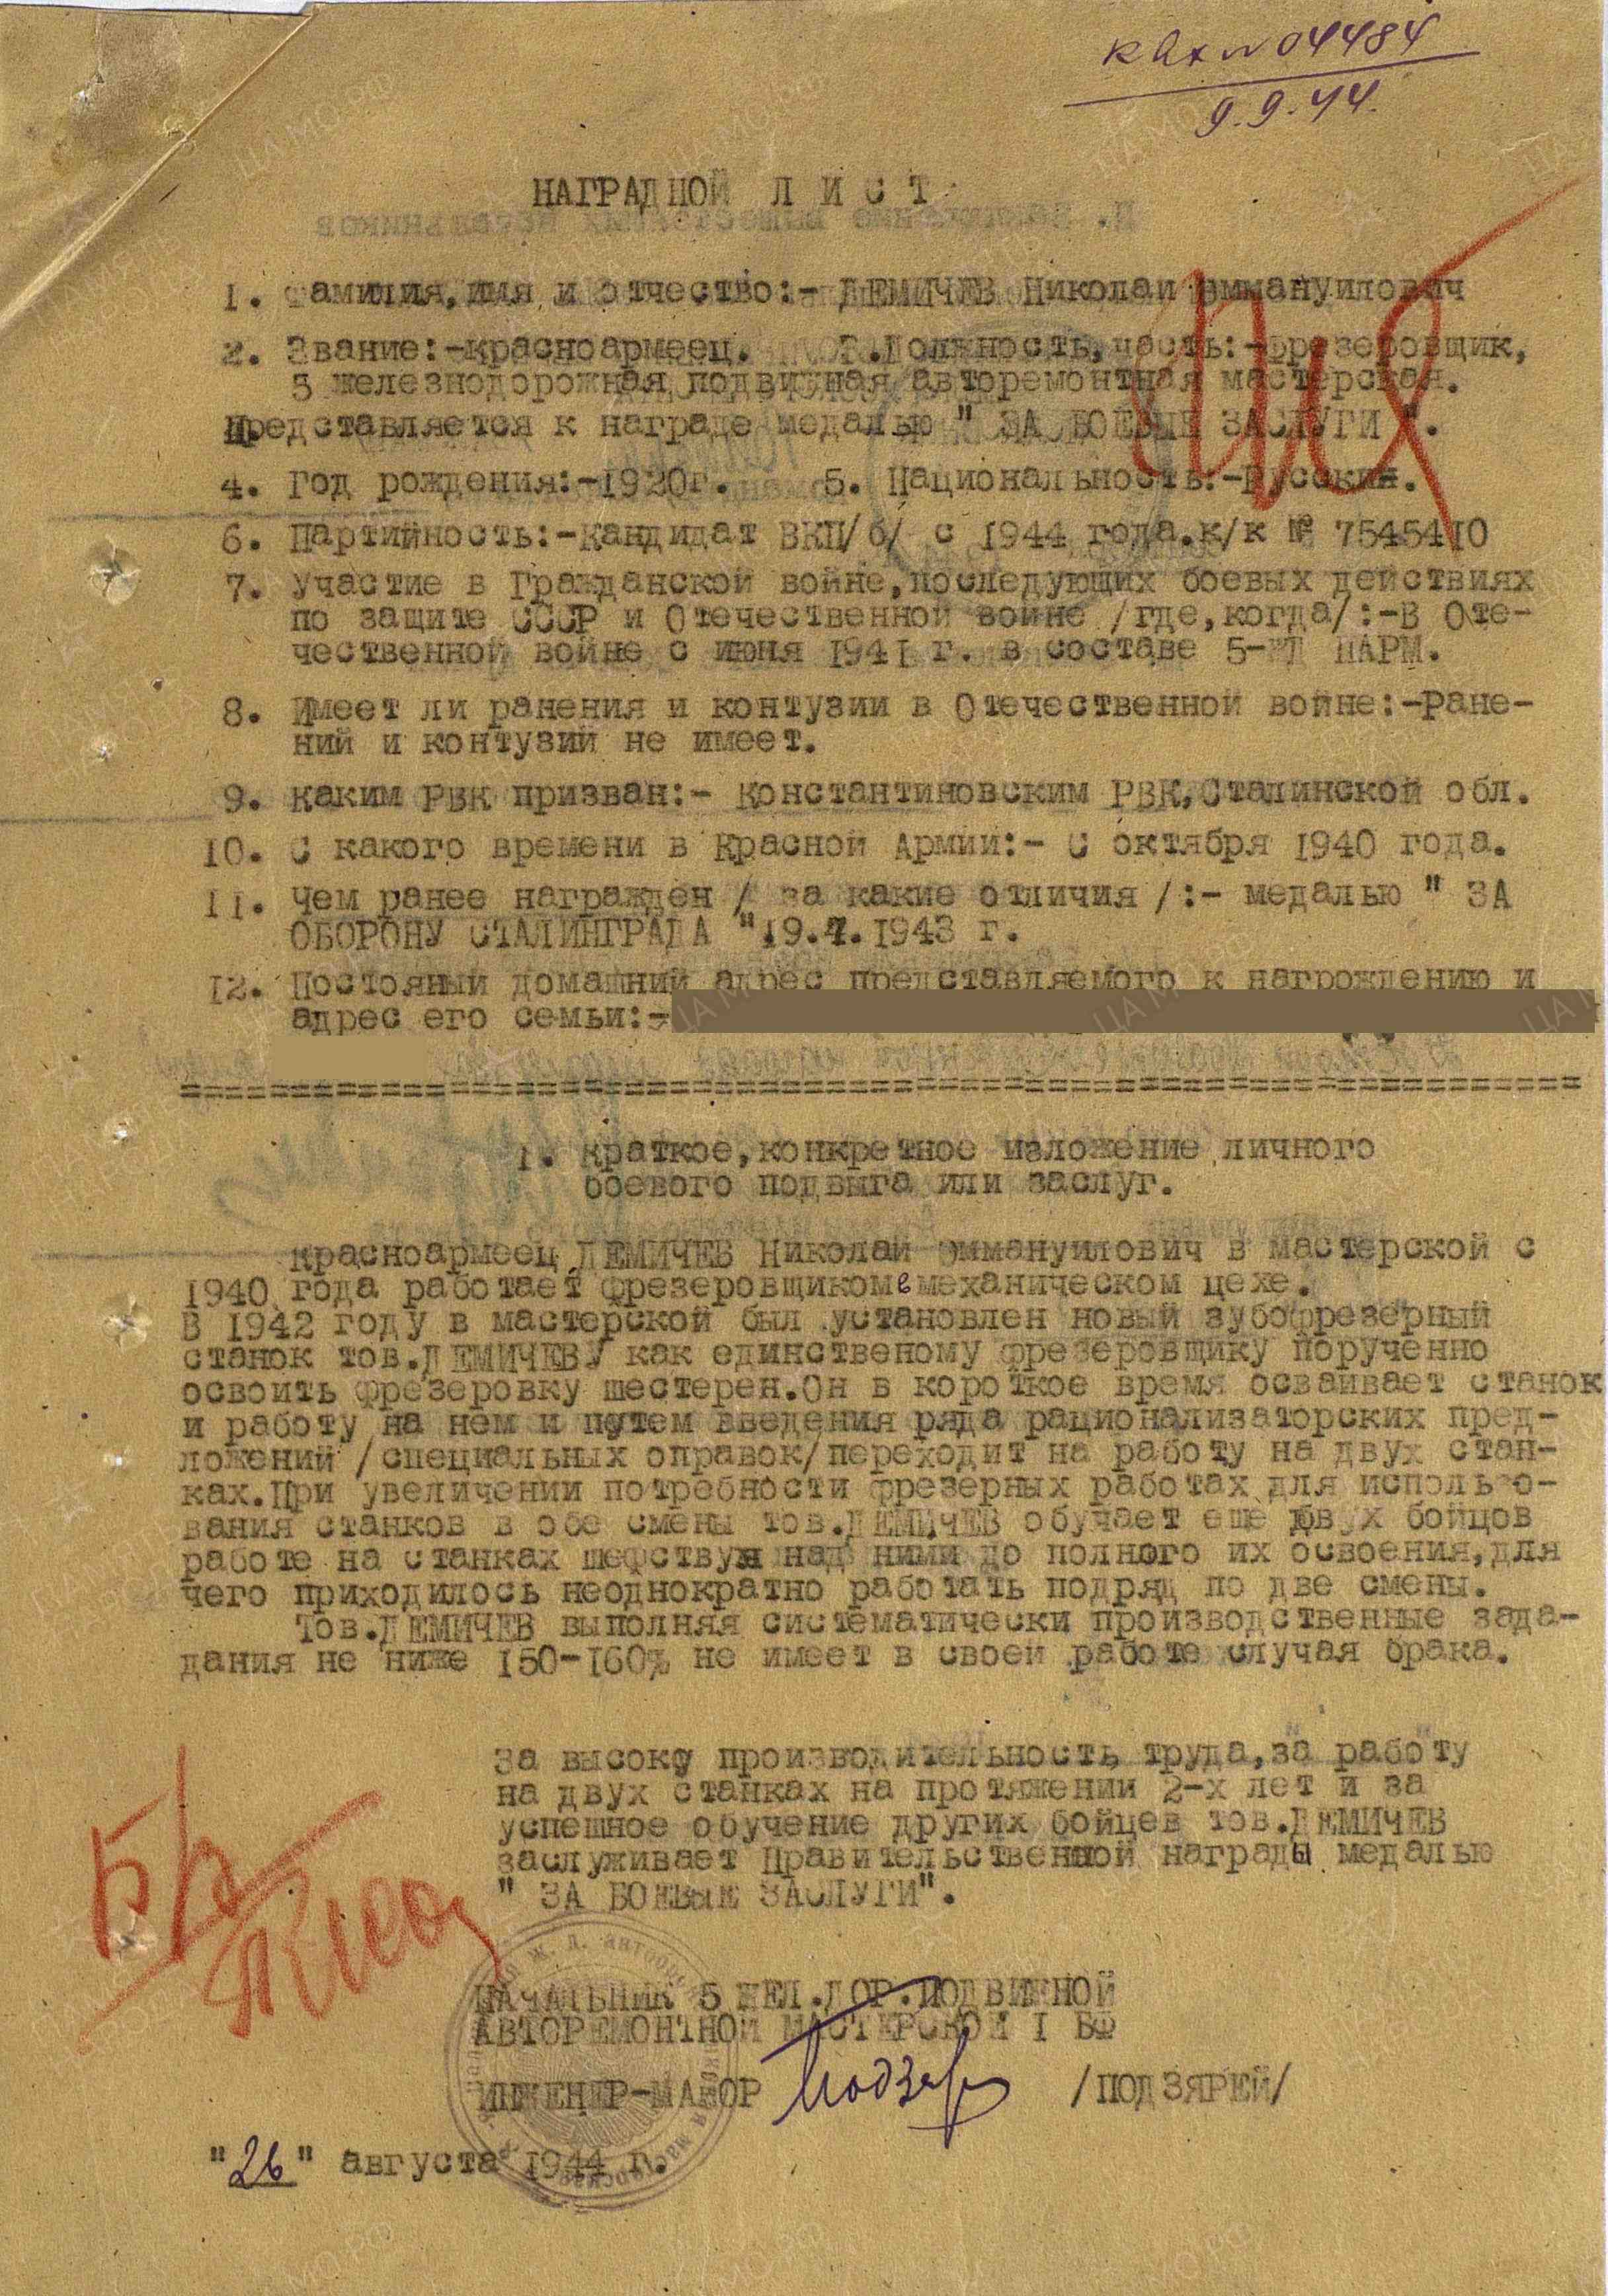 к вх № 04484
9.9.44.
НАГРАДНОЙ Л И С Т
1. Фамилия, имя и отчество:- ДЕМИЧЕВ Николай Эммануилович
2. Звание:-красноармеец. 3.Должность, часть:-фрезеровщик,
5 железнодорожная подвижная авторемонтная мастерская.
Представляется к награде медалью " ЗА БОЕВЫЕ ЗАСЛУГИ ".
4. Год рождения:-1920г. 5. Национальность:-Русский.
6. Партийность:-Кандидат ВКП/б/ с 1944 года.к/к № 7545410
7. Участие в Гражданской войне,последующих боевых действиях
по защите СССР и Отечественной войне /где,когда/:-В Оте-
чественной войне с июня 1941 г. в составе 5-ЖД ПАРМ.
8. Имеет ли ранения и контузии в Отечественной войне:-Ране-
ний и контузий не имеет.
9. Каким РВК призван:- Константиновским РВК,Сталинской обл.
10. С какого времени в Красной Армии:- С октября 1940 года.
11. Чем ранее награжден / за какие отличия /:- медалью " ЗА
ОБОРОНУ СТАЛИНГРАДА "19.7.1943 г.
12. Постояный домашний адрес представляемого к нагрождению и
адрес его семьи:-
1. Краткое,конкретное изложение личного
боевого подвыга или заслуг.
Красноармеец ДЕМИЧЕВ Николай Эммануилович в мастерской с
1940 года работает фрезеровщиком в механическом цехе.
В 1942 году в мастерской был установлен новый зубофрезерный
станок тов.ДЕМИЧЕВУ как единственому фрезеровщику порученно
освоить фрезеровку шестерен.Он в короткое время осваивает станок
и работу на нем и путем введения ряда рационализаторских пред-
ложений /специальных оправок/переходит на работу на двух стан-
ках.При увеличении потребности фрезерных работах для использо-
вания станков в обе смены тов.ДЕМИЧЕВ обучает еще двух бойцов
работе на станках шефствуя над ними до полного их освоения,для
чего приходилось неоднократно работать подряд по две смены.
Тов.ДЕМИЧЕВ выполняя систематически производственные зада-
дания не ниже 150-160% не имеет в своей работе случая брака.
За высоку производительность труда,за работу
на двух станках на протяжении 2-х лет и за
успешное обучение других бойцев тов.ДЕМИЧЕВ
заслуживает Правительственной награды медалью
" ЗА БОЕВЫЕ ЗАСЛУГИ".
НАЧАЛЬНИК 5 ЖЕЛ.ДОР.ПОДВИЖНОЙ
АВТОРЕМОНТНОЙ МАСТЕРСКОЙ I БФ
ИНЖЕНЕР-МАЙОР /ПОДЗЯРЕЙ/
"26" августа 1944 г.